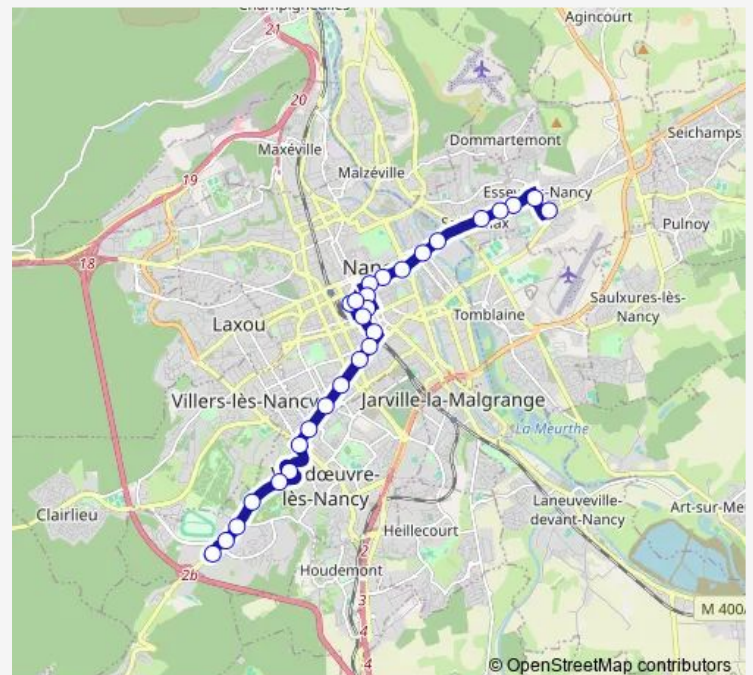 Champigneulles
Agincourt
21
20
Seichamps
Dommartemont
Maxéville
Malzéville
19
Pulnoy
18
Saulxures-lès-
Nancy
Tomblaine
Laxou
Villers-lès-Nancy
Jarville-la-Malgrange
La Meurthe
lès-Nancy
Laneuveville-
devant-Nancy
Art-sur-Me
Clairlieu
Heillecourt
2
2b
Houdemont
3
M 400
4
4
© OpenStreetMap contributors